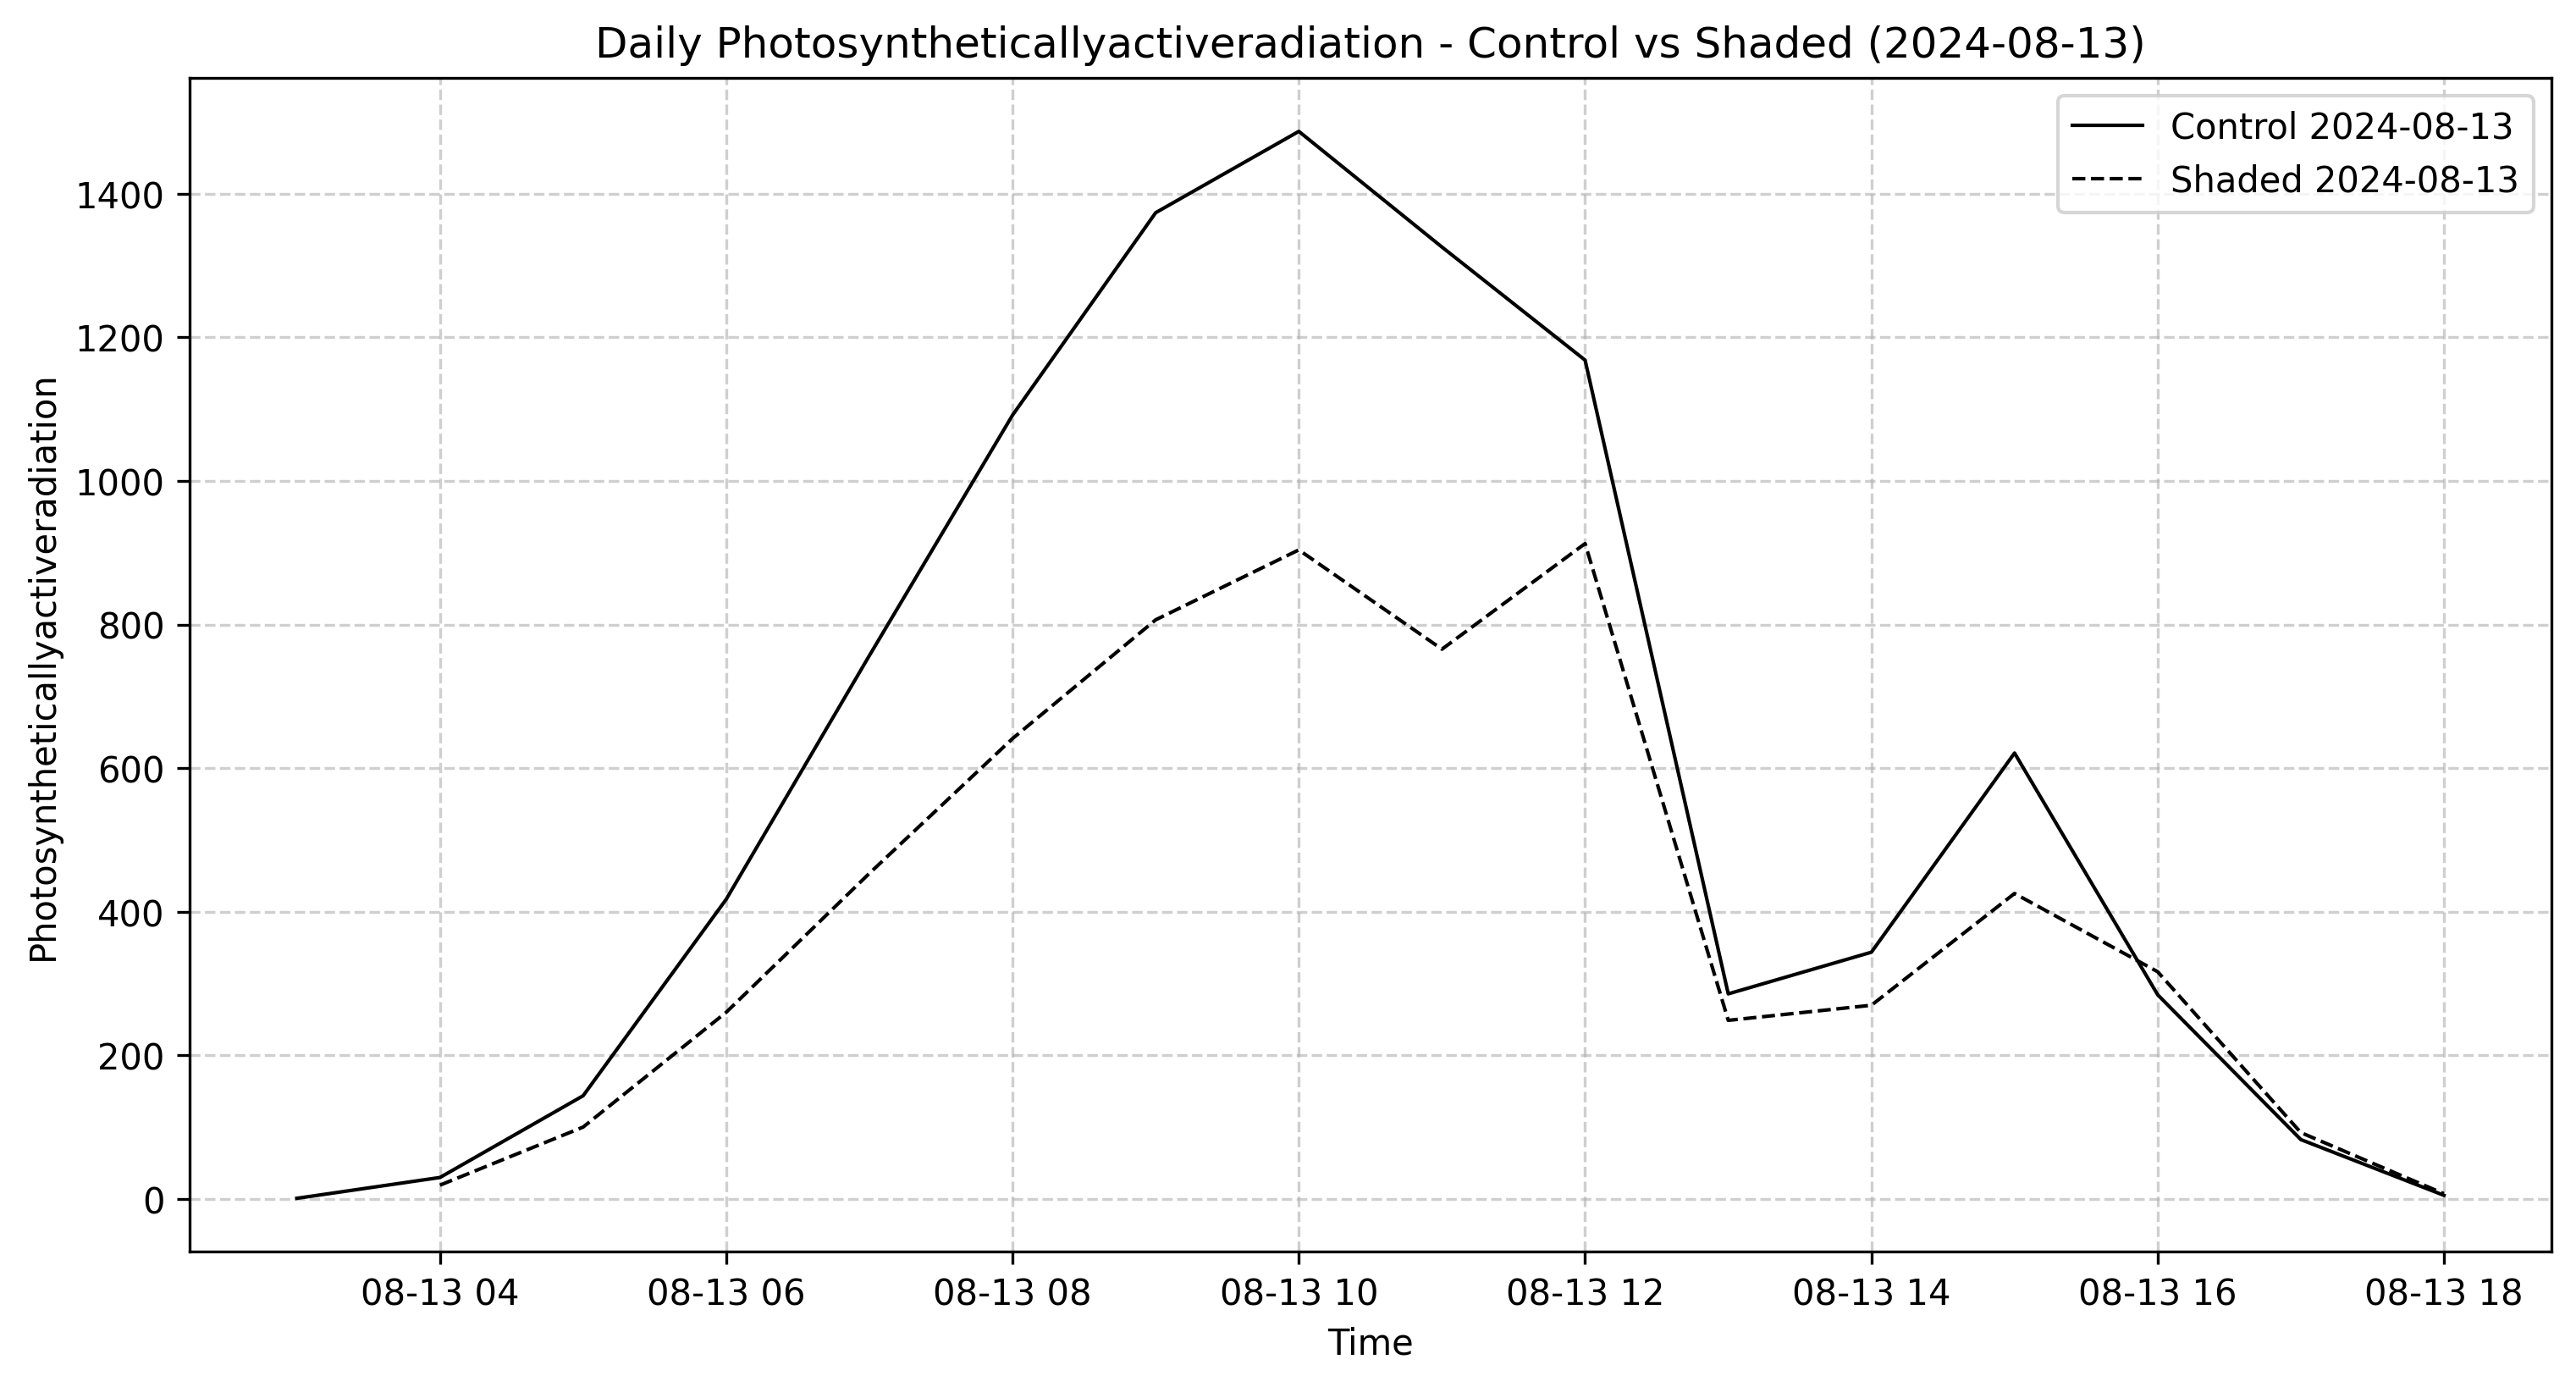 Daily Photosyntheticallyactiveradiation - Control vs Shaded (2024-08-13)
Control 2024-08-13
Shaded 2024-08-13
Photosyntheticallyactiveradiation
1400
1200
1000
800
600
400
200
0
08-13 04 08-13 06 08-13 08 08-13 10 08-13 12 08-13 14 08-13 16 08-13 18
Time